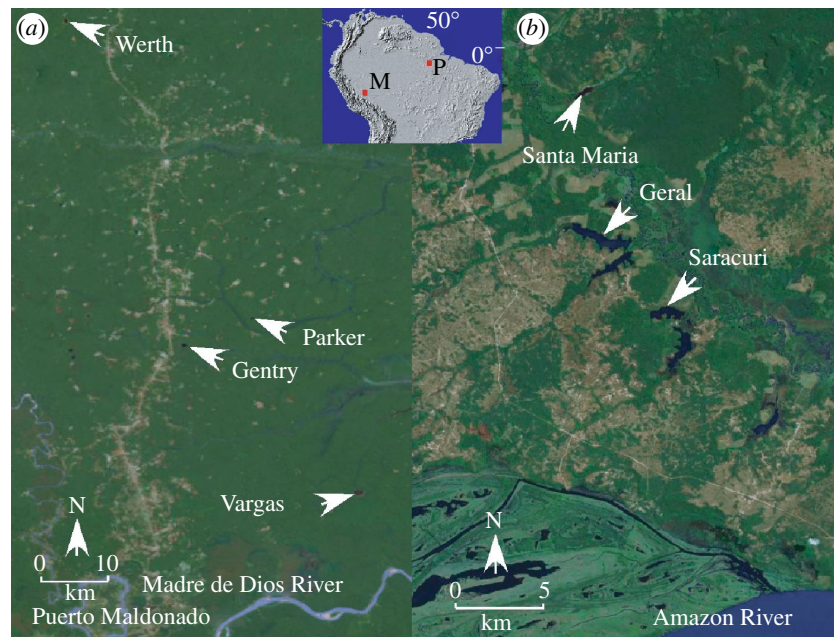 (a)
Werth
Parker
Gentry
Vargas
N
0 10
km
Madre de Dios River
Puerto Maldonado
50°
0°
M
P
(b)
Santa Maria
Geral
Saracuri
N
0 5
km
Amazon River